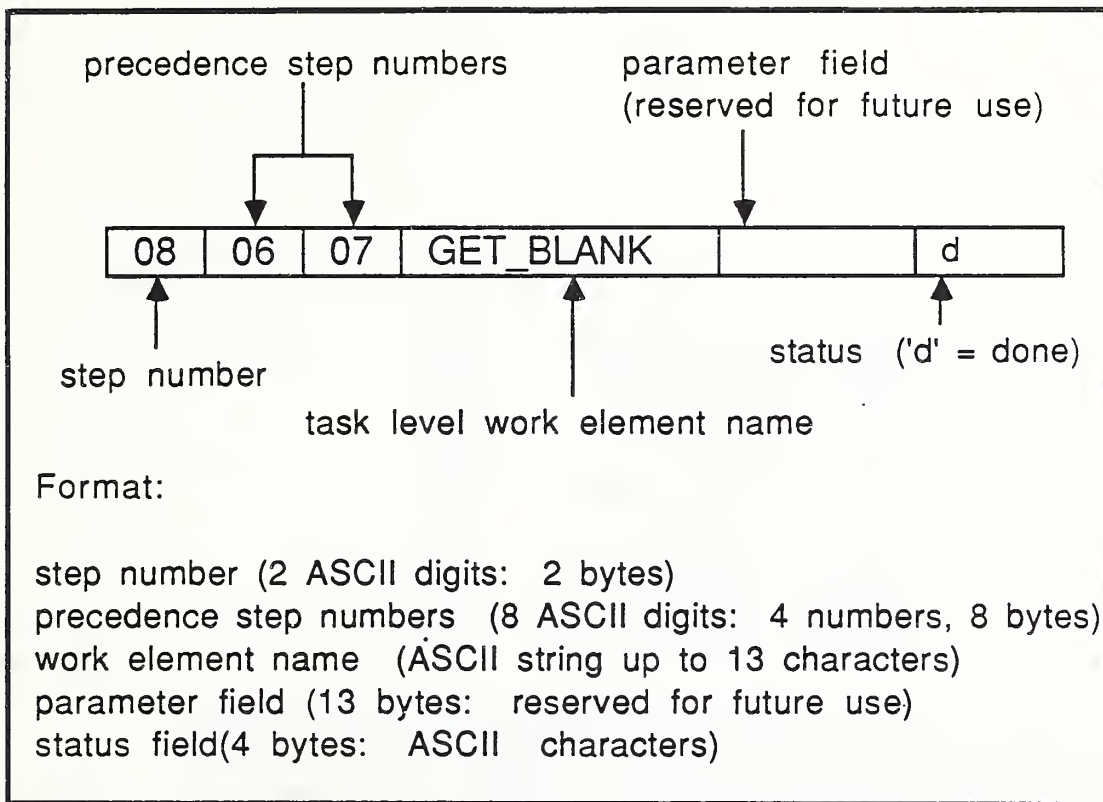 precedence step numbers
parameter field
(reserved for future use)
08 06 07 GET_BLANK d
status ('d' = done)
step number
task level work element name
Format:
step number (2 ASCII digits: 2 bytes)
precedence step numbers (8 ASCII digits: 4 numbers, 8 bytes)
work element name (ASCII string up to 13 characters)
parameter field (13 bytes: reserved for future use)
status field(4 bytes: ASCII characters)